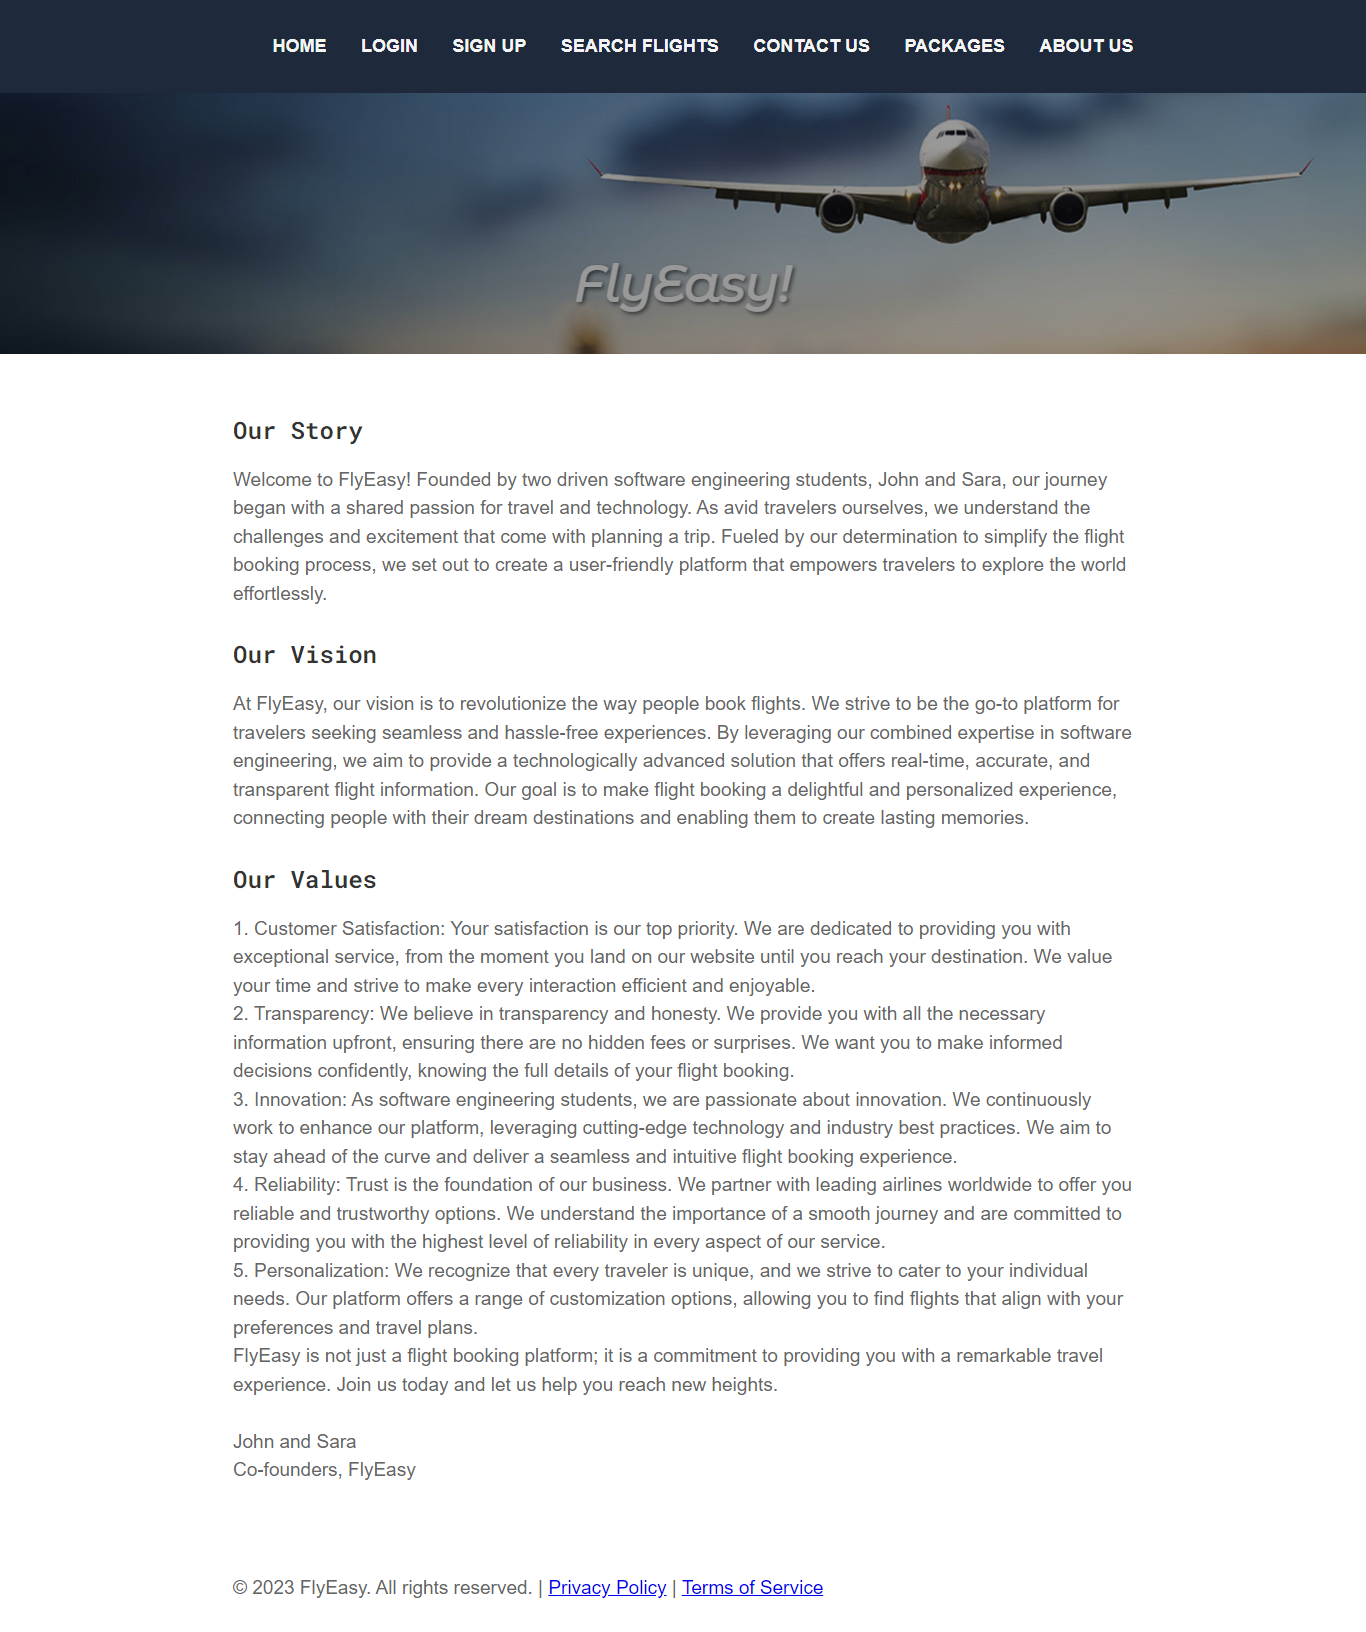 HOME LOGIN SIGN UP SEARCH FLIGHTS CONTACT US PACKAGES ABOUT US
FlyEasy!
Our Story
Welcome to FlyEasy! Founded by two driven software engineering students, John and Sara, our journey
began with a shared passion for travel and technology. As avid travelers ourselves, we understand the
challenges and excitement that come with planning a trip. Fueled by our determination to simplify the flight
booking process, we set out to create a user-friendly platform that empowers travelers to explore the world
effortlessly.
Our Vision
At FlyEasy, our vision is to revolutionize the way people book flights. We strive to be the go-to platform for
travelers seeking seamless and hassle-free experiences. By leveraging our combined expertise in software
engineering, we aim to provide a technologically advanced solution that offers real-time, accurate, and
transparent flight information. Our goal is to make flight booking a delightful and personalized experience,
connecting people with their dream destinations and enabling them to create lasting memories.
Our Values
1. Customer Satisfaction: Your satisfaction is our top priority. We are dedicated to providing you with
exceptional service, from the moment you land on our website until you reach your destination. We value
your time and strive to make every interaction efficient and enjoyable.
2. Transparency: We believe in transparency and honesty. We provide you with all the necessary
information upfront, ensuring there are no hidden fees or surprises. We want you to make informed
decisions confidently, knowing the full details of your flight booking.
3. Innovation: As software engineering students, we are passionate about innovation. We continuously
work to enhance our platform, leveraging cutting-edge technology and industry best practices. We aim to
stay ahead of the curve and deliver a seamless and intuitive flight booking experience.
4. Reliability: Trust is the foundation of our business. We partner with leading airlines worldwide to offer you
reliable and trustworthy options. We understand the importance of a smooth journey and are committed to
providing you with the highest level of reliability in every aspect of our service.
5. Personalization: We recognize that every traveler is unique, and we strive to cater to your individual
needs. Our platform offers a range of customization options, allowing you to find flights that align with your
preferences and travel plans.
FlyEasy is not just a flight booking platform; it is a commitment to providing you with a remarkable travel
experience. Join us today and let us help you reach new heights.
John and Sara
Co-founders, FlyEasy
© 2023 FlyEasy. All rights reserved. | Privacy Policy | Terms of Service